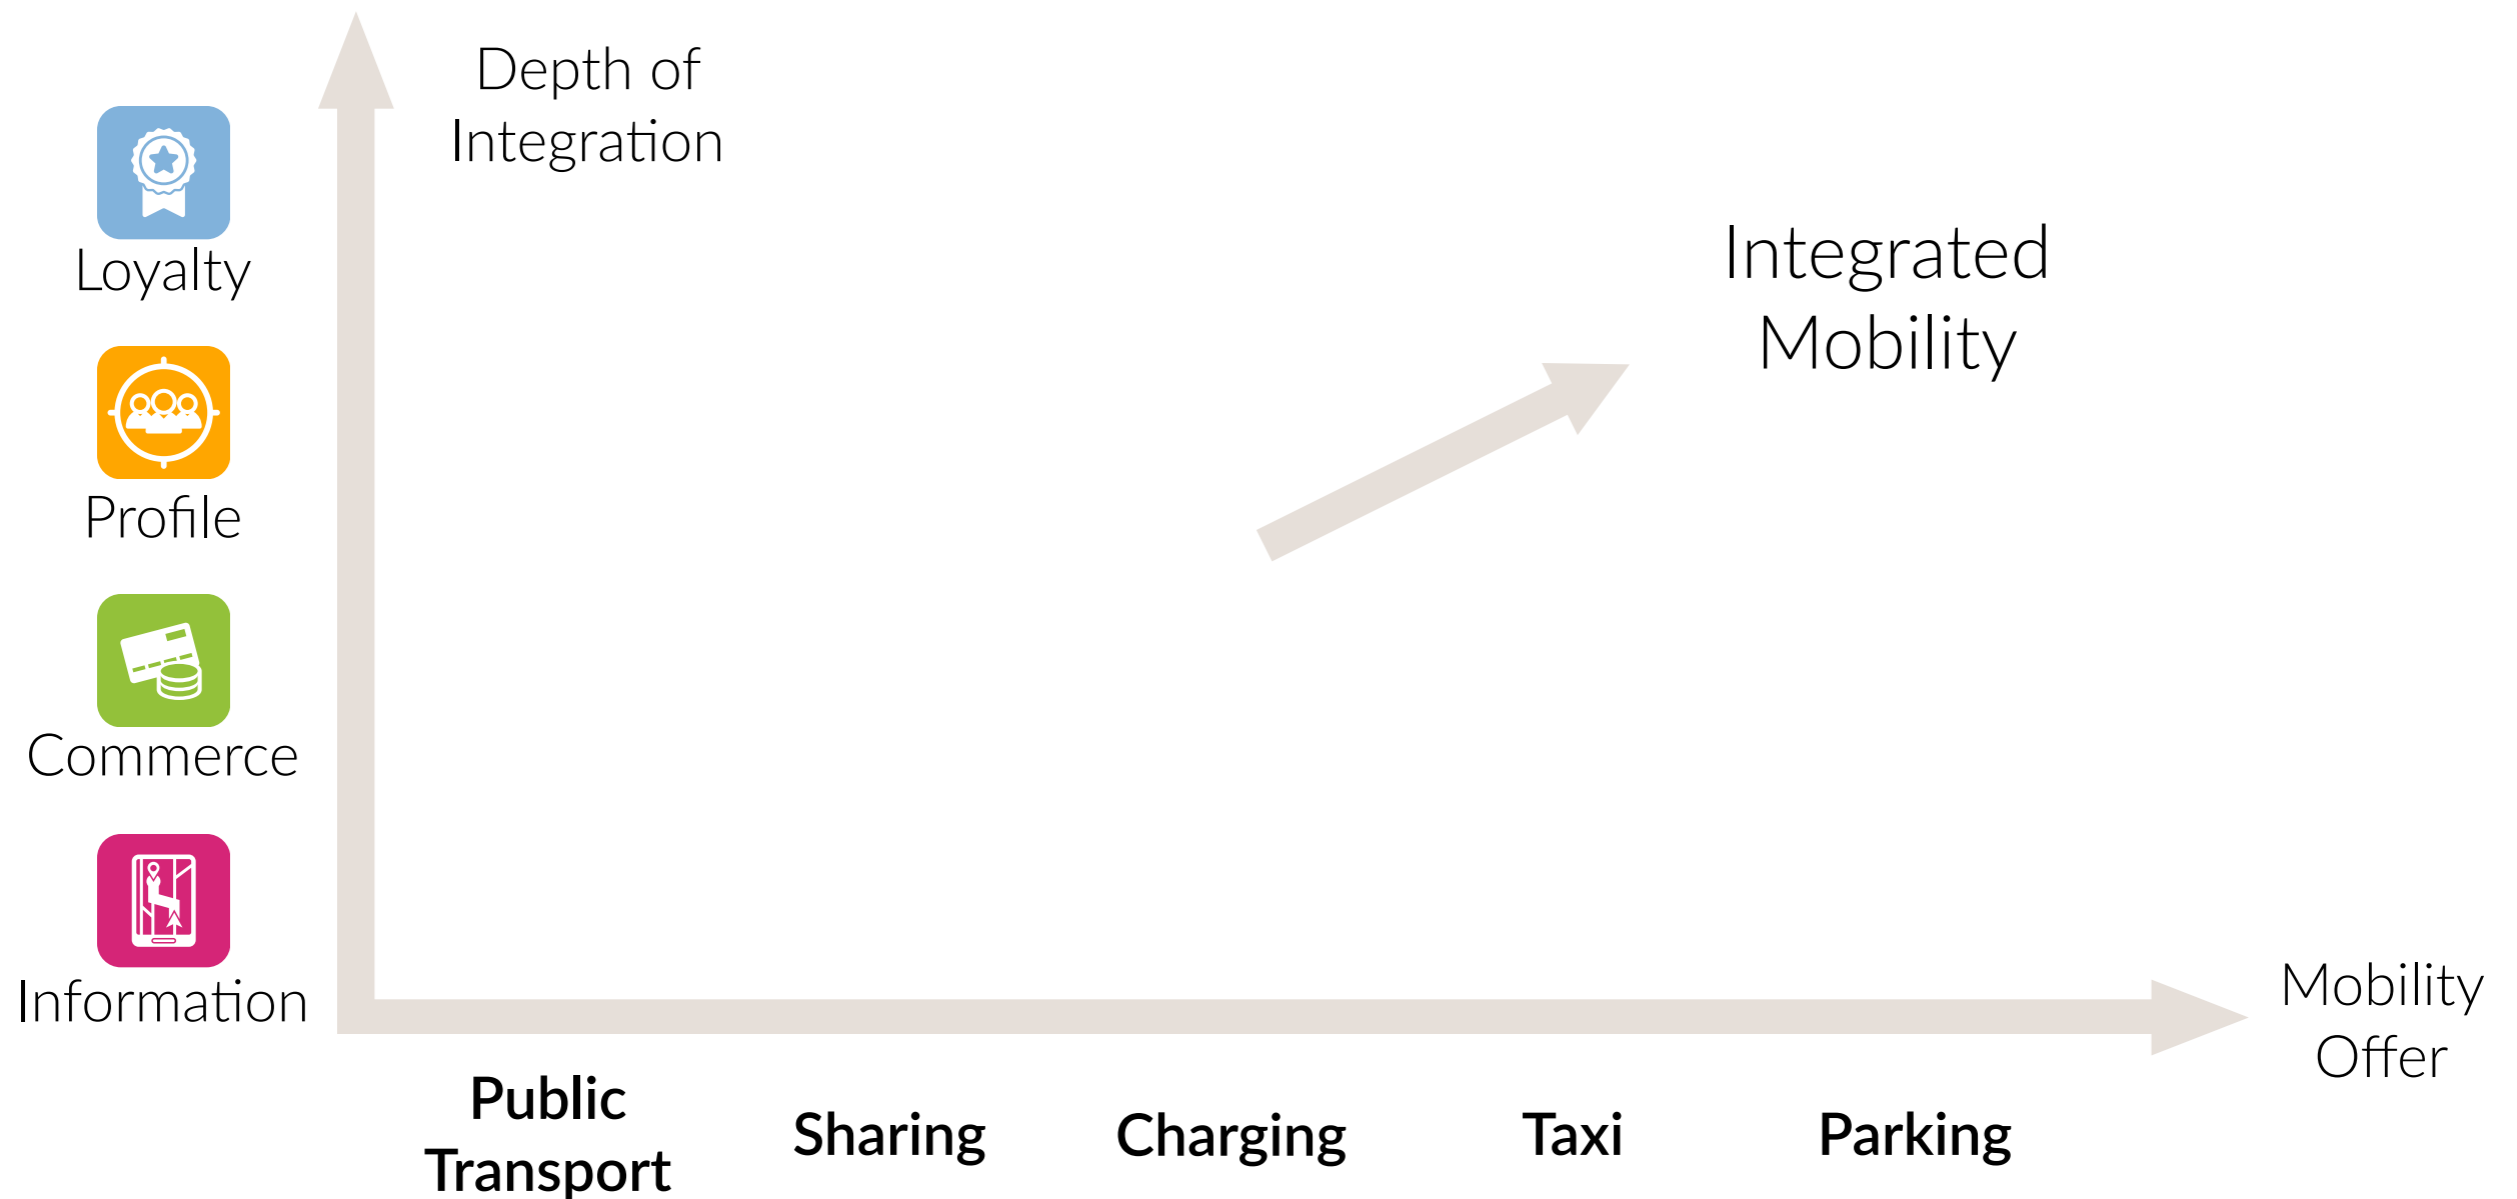 Depth of
Integration
Loyalty
Integrated
Mobility
Profile
Commerce
Information
Mobility
Offer
Public
Transport
Sharing
Charging
Taxi
Parking